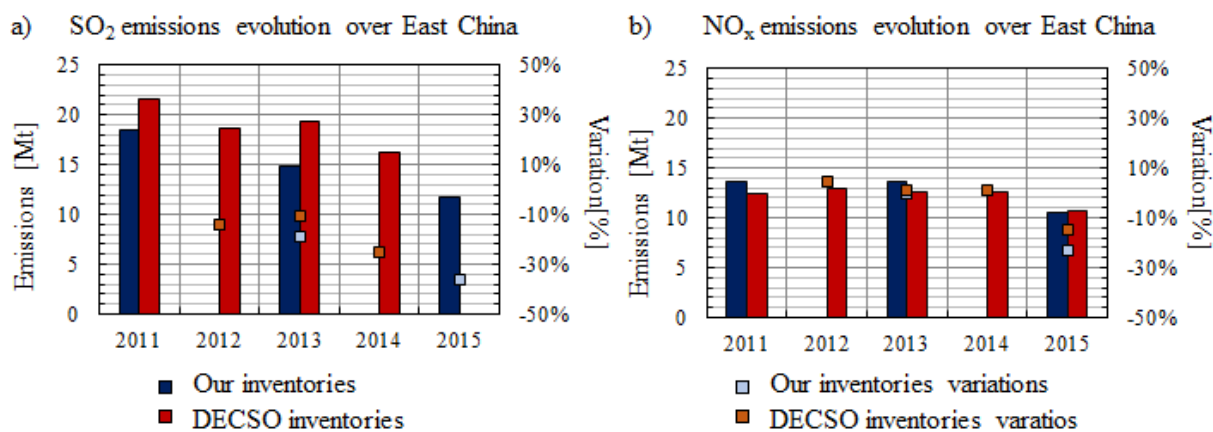 a) SO₂ emissions evolution over East China
25
20
15
10
5
0
Emissions [Mt]
50%
30%
10%
-10%
-30%
-50%
Variation[%]
2011 2012 2013 2014 2015
b) NOₓ emissions evolution over East China
25
20
15
10
5
0
Emissions [Mt]
50%
30%
10%
-10%
-30%
-50%
Variation[%]
2011 2012 2013 2014 2015
Our inventories
DECSO inventories
Our inventories variations
DECSO inventories varatios